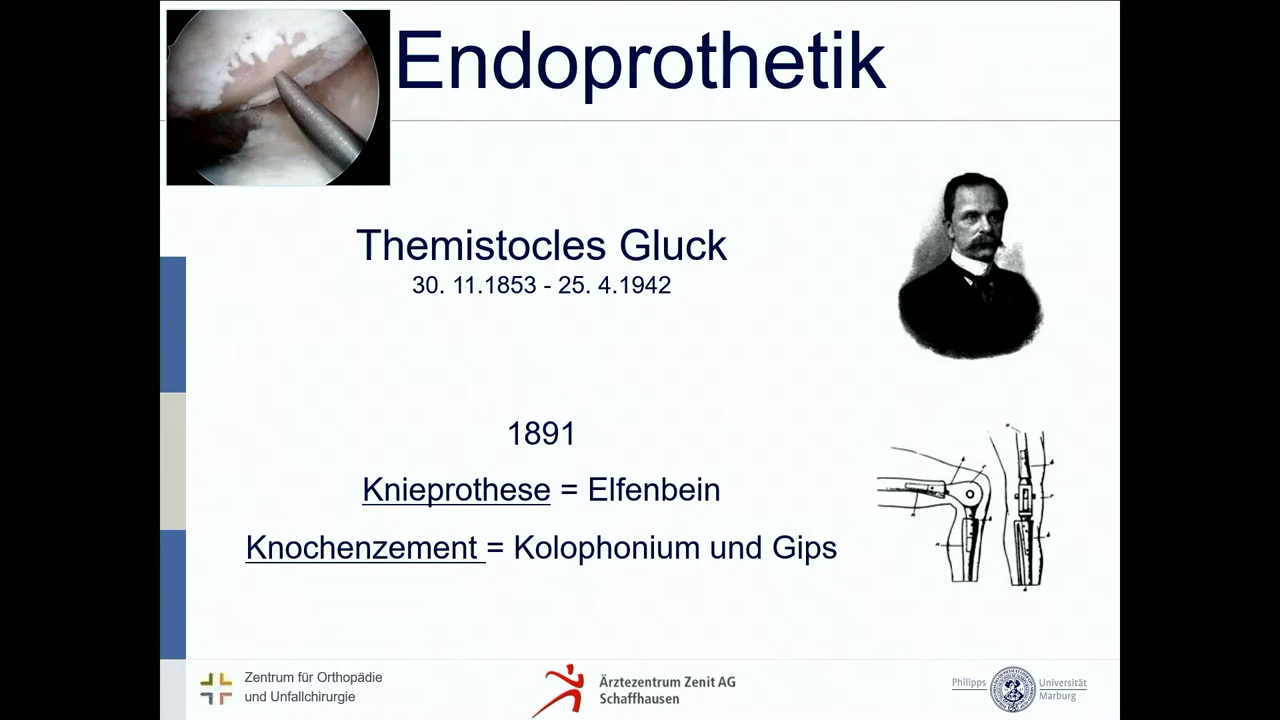 Endoprothetik
Themistocles Gluck
30. 11.1853 - 25. 4.1942
1891
Knieprothese = Elfenbein
Knochenzement = Kolophonium und Gips
Zentrum für Orthopädie
und Unfallchirurgie
Ärztezentrum Zenit AG
Schaffhausen
Philipps Universität
Marburg